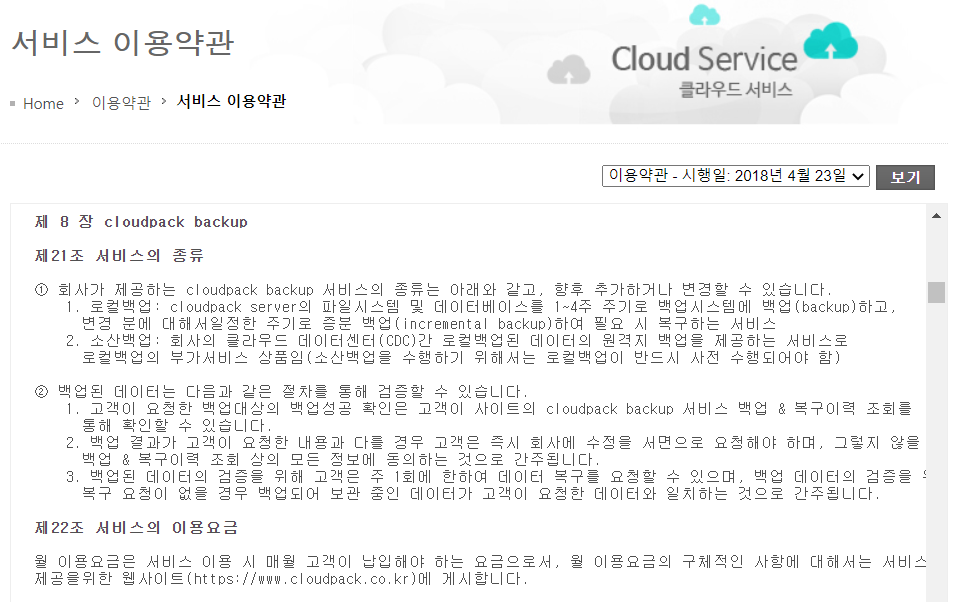 서비스 이용약관
Cloud Service
클라우드 서비스
Home > 이용약관 > 서비스 이용약관
이용약관 - 시행일: 2018년 4월 23일 보기
제 8 장 cloudpack backup
제21조 서비스의 종류
① 회사가 제공하는 cloudpack backup 서비스의 종류는 아래와 같고, 향후 추가하거나 변경할 수 있습니다.
1. 로컬백업: cloudpack server의 파일시스템 및 데이터베이스를 1~4주 주기로 백업시스템에 백업(backup)하고,
변경 분에 대해서일정한 주기로 증분 백업(incremental backup)하여 필요 시 복구하는 서비스
2. 소산백업: 회사의 클라우드 데이터센터(CDC)간 로컬백업된 데이터의 원격지 백업을 제공하는 서비스로
로컬백업의 부가서비스 상품임(소산백업을 수행하기 위해서는 로컬백업이 반드시 사전 수행되어야 함)
② 백업된 데이터는 다음과 같은 절차를 통해 검증할 수 있습니다.
1. 고객이 요청한 백업대상의 백업성공 확인은 고객이 사이트의 cloudpack backup 서비스 백업 & 복구이력 조회를
통해 확인할 수 있습니다.
2. 백업 결과가 고객이 요청한 내용과 다를 경우 고객은 즉시 회사에 수정을 서면으로 요청해야 하며, 그렇지 않을
백업 & 복구이력 조회 상의 모든 정보에 동의하는 것으로 간주됩니다.
3. 백업된 데이터의 검증을 위해 고객은 주 1회에 한하여 데이터 복구를 요청할 수 있으며, 백업 데이터의 검증을
복구 요청이 없을 경우 백업되어 보관 중인 데이터가 고객이 요청한 데이터와 일치하는 것으로 간주됩니다.
제22조 서비스의 이용요금
월 이용요금은 서비스 이용 시 매월 고객이 납입해야 하는 요금으로서, 월 이용요금의 구체적인 사항에 대해서는 서비스
제공을위한 웹사이트(https://www.cloudpack.co.kr)에 게시합니다.